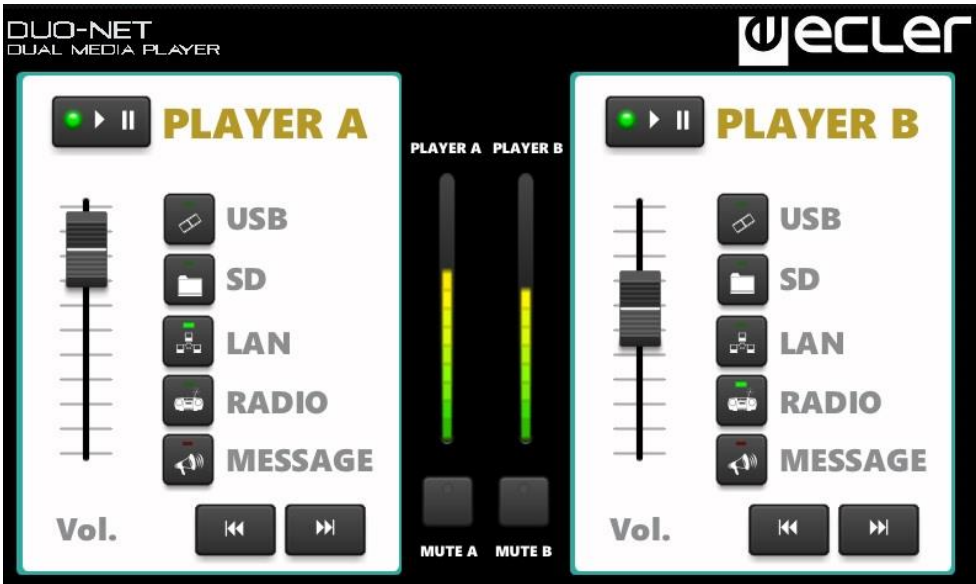 DUO-NET
DUAL MEDIA PLAYER
wecler
PLAYER A
USB
SD
LAN
RADIO
MESSAGE
Vol.
PLAYER A PLAYER B
MUTE A MUTE B
PLAYER B
USB
SD
LAN
RADIO
MESSAGE
Vol.